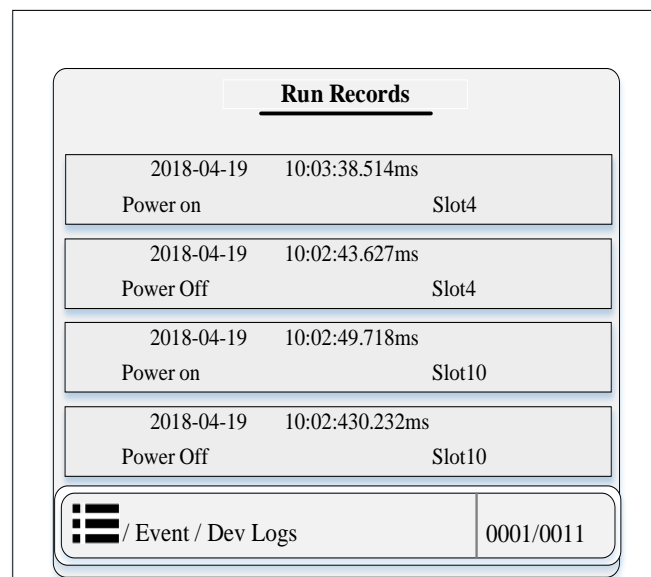 Run Records
2018-04-19 10:03:38.514ms
Power on Slot4
2018-04-19 10:02:43.627ms
Power Off Slot4
2018-04-19 10:02:49.718ms
Power on Slot10
2018-04-19 10:02:430.232ms
Power Off Slot10
/ Event / Dev Logs 0001/0011